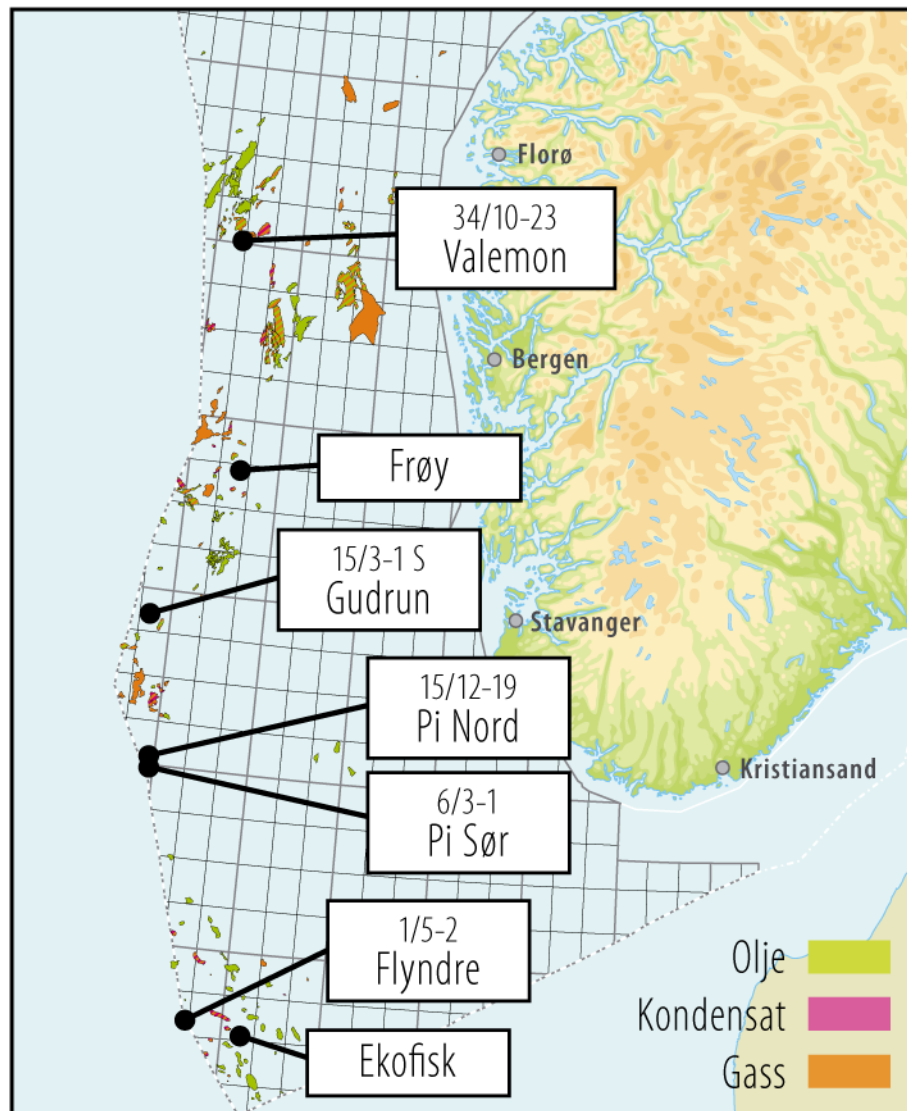 Florø
34/10-23
Valemon
Bergen
Frøy
15/3-1 S
Gudrun
Stavanger
15/12-19
Pi Nord
Kristiansand
6/3-1
Pi Sør
1/5-2
Flyndre
Ekofisk
Olje
Kondensat
Gass